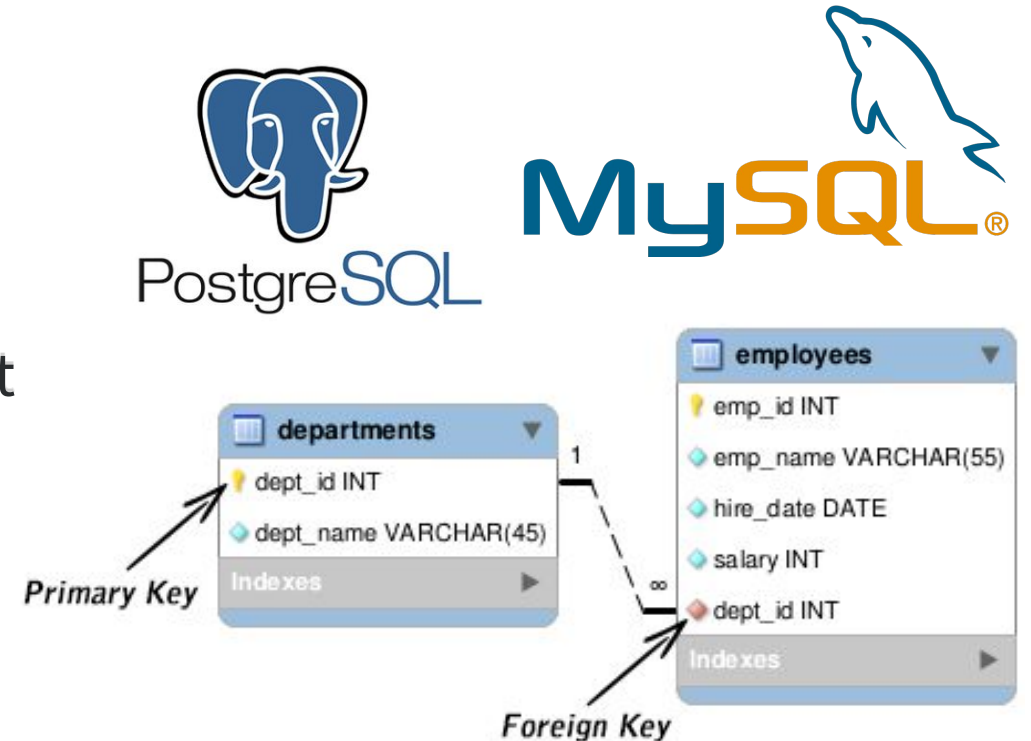 PostgreSQL
MySQL®
t
departments
dept_id INT
dept_name VARCHAR(45)
Indexes
Primary Key
1
∞
employees
emp_id INT
emp_name VARCHAR(55)
hire_date DATE
salary INT
dept_id INT
Indexes
Foreign Key